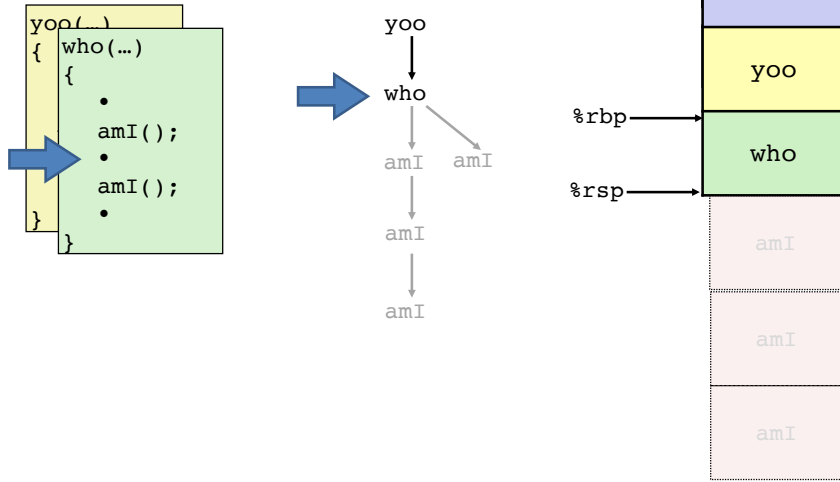 yoo(…)
{
}
who(…)
{
•
amI();
•
amI();
•
}
yoo
who
amI amI
amI
amI
%rbp
%rsp
yoo
who
amI
amI
amI